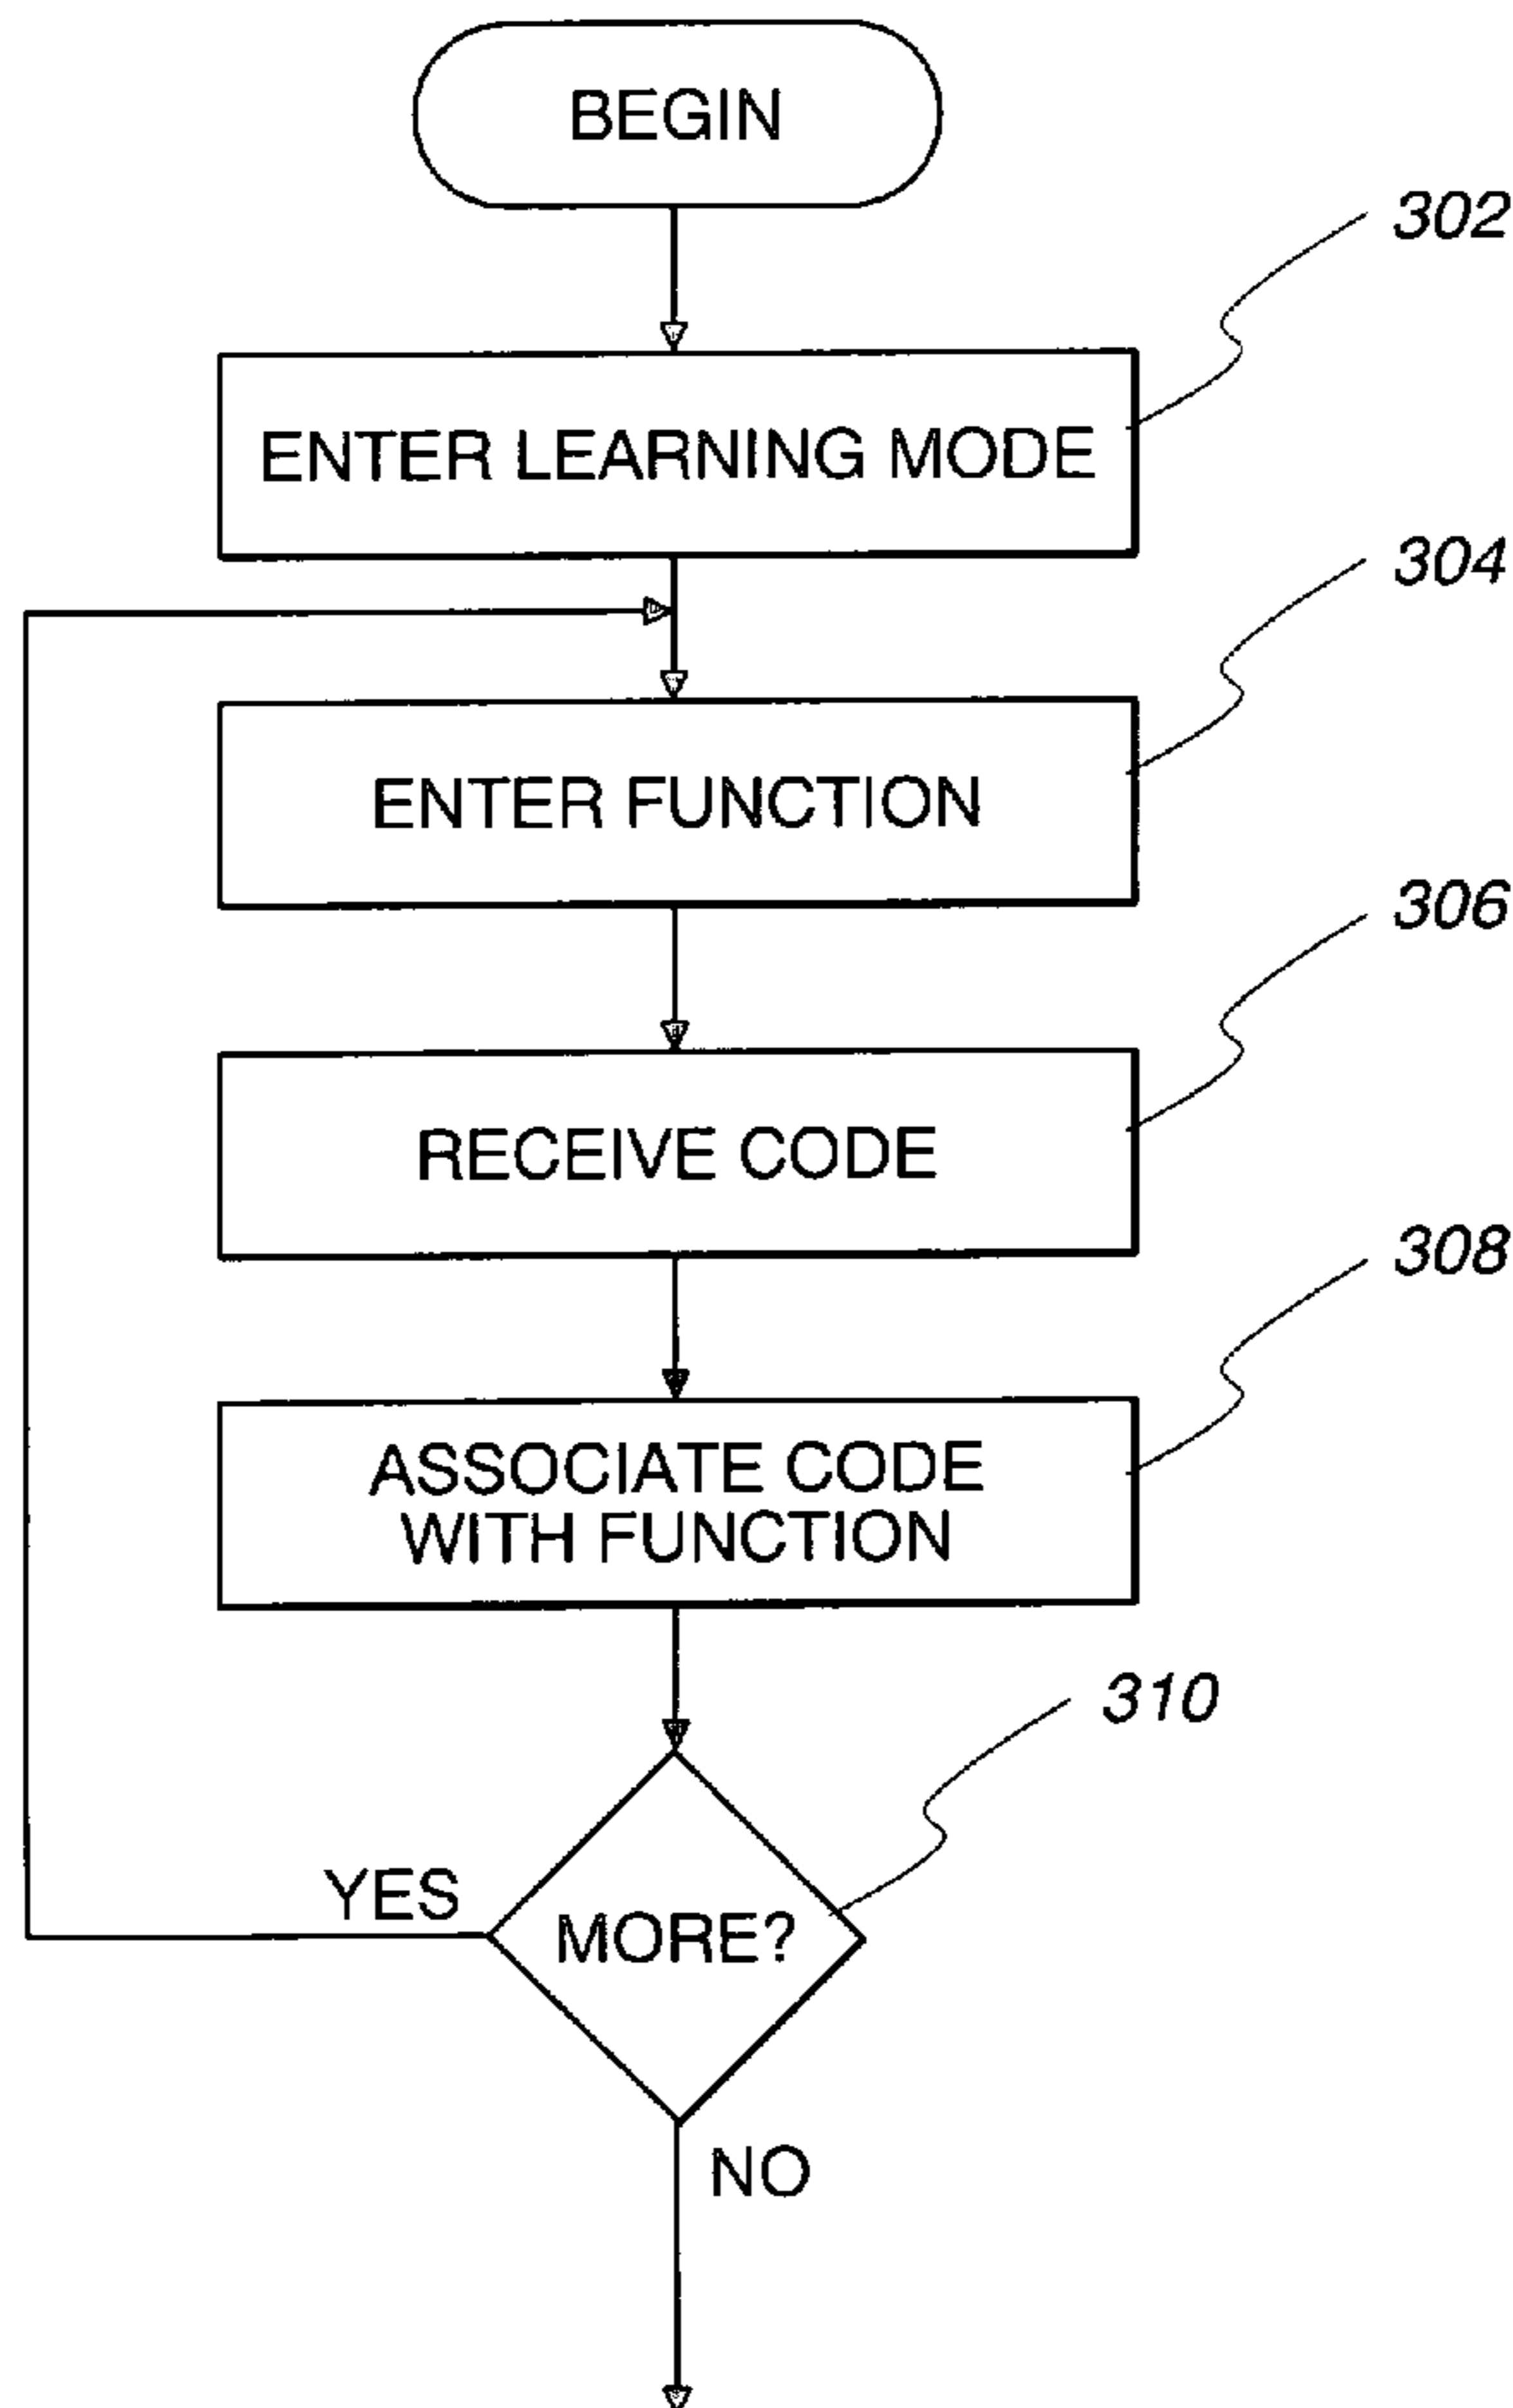 BEGIN
302
ENTER LEARNING MODE
304
ENTER FUNCTION
306
RECEIVE CODE
308
ASSOCIATE CODE
WITH FUNCTION
310
YES
MORE?
NO